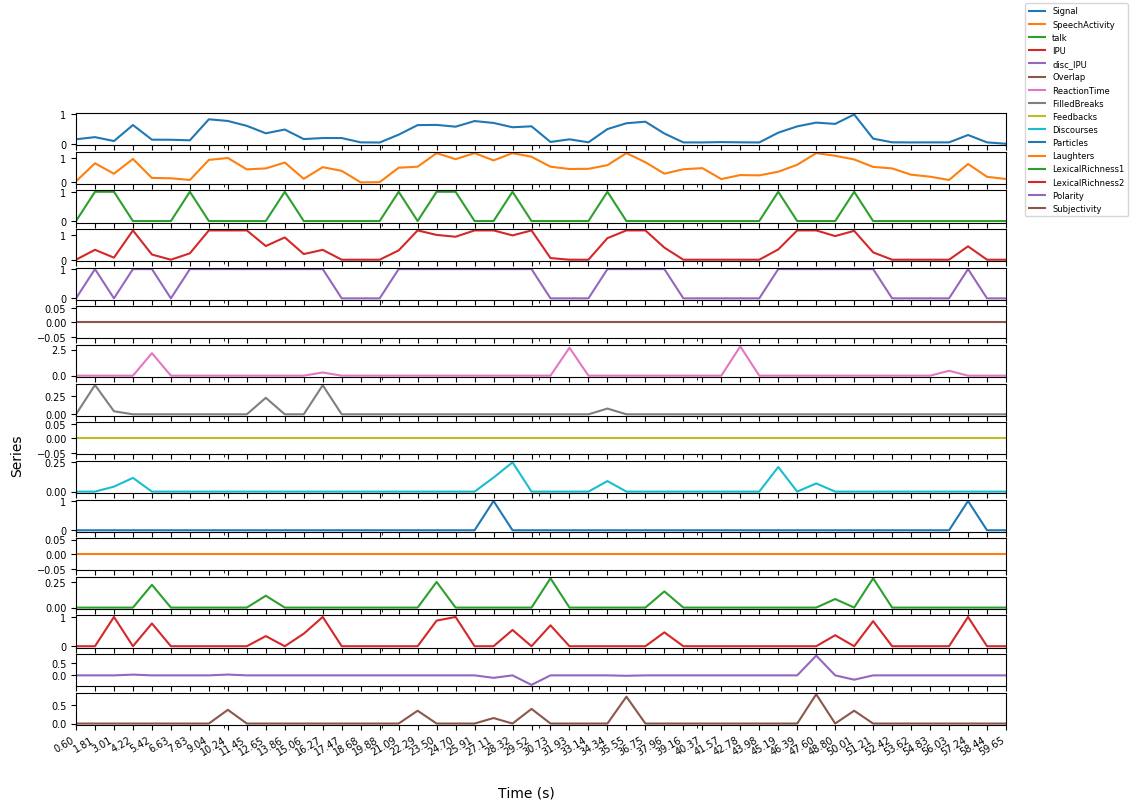 Signal
SpeechActivity
talk
IPU
disc_IPU
Overlap
ReactionTime
FilledBreaks
Feedbacks
Discourses
Particles
Laughters
LexicalRichness1
LexicalRichness2
Polarity
Subjectivity
1
0
1
0
1
0
1
0
1
0
0.05
0.00
−0.05
2.5
0.0
0.25
0.00
0.05
0.00
−0.05
0.25
0.00
1
0
0.05
0.00
−0.05
0.25
0.00
1
0
0.5
0.0
0.5
0.0
Series
0.60 1.81 3.01 4.22 5.42 6.63 7.83 9.04 10.24 11.45 12.65 13.86 15.06 16.27 17.47 18.68 19.88 21.09 22.29 23.50 24.70 25.91 27.11 28.32 29.52 30.73 31.93 33.14 34.34 35.55 36.75 37.96 39.16 40.37 41.57 42.78 43.98 45.19 46.39 47.60 48.80 50.01 51.21 52.42 53.62 54.83 56.03 57.24 58.44 59.65
Time (s)